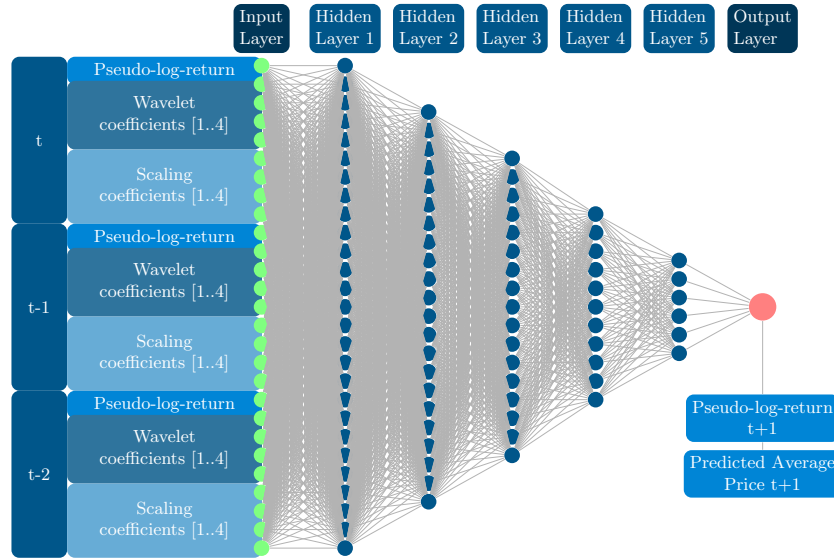 Input
Layer
Hidden
Layer 1
Hidden
Layer 2
Hidden
Layer 3
Hidden
Layer 4
Hidden
Layer 5
Output
Layer
t
Pseudo-log-return
Wavelet
coefficients [1..4]
Scaling
coefficients [1..4]
t-1
Pseudo-log-return
Wavelet
coefficients [1..4]
Scaling
coefficients [1..4]
t-2
Pseudo-log-return
Wavelet
coefficients [1..4]
Scaling
coefficients [1..4]
Pseudo-log-return
t+1
Predicted Average
Price t+1